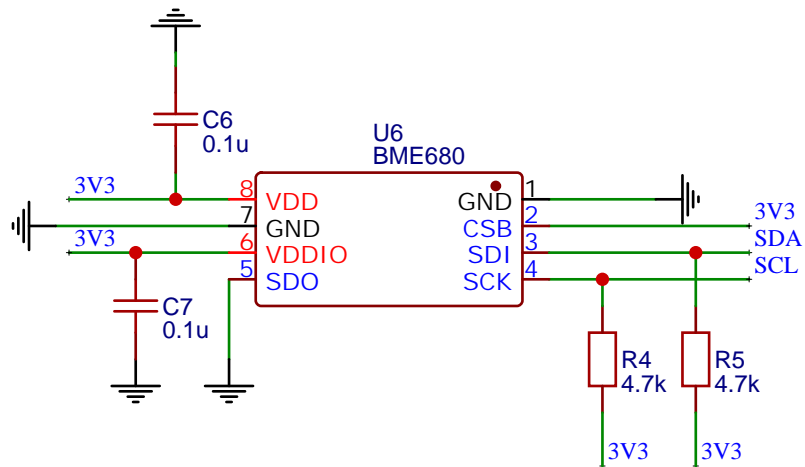 C6
0.1u
U6
BME680
3V3
8
VDD
GND
1
7
GND
CSB
2
3V3
3V3
6
VDDIO
SDI
3
SDA
5
SDO
SCK
4
SCL
C7
0.1u
R4
4.7k
R5
4.7k
3V3
3V3